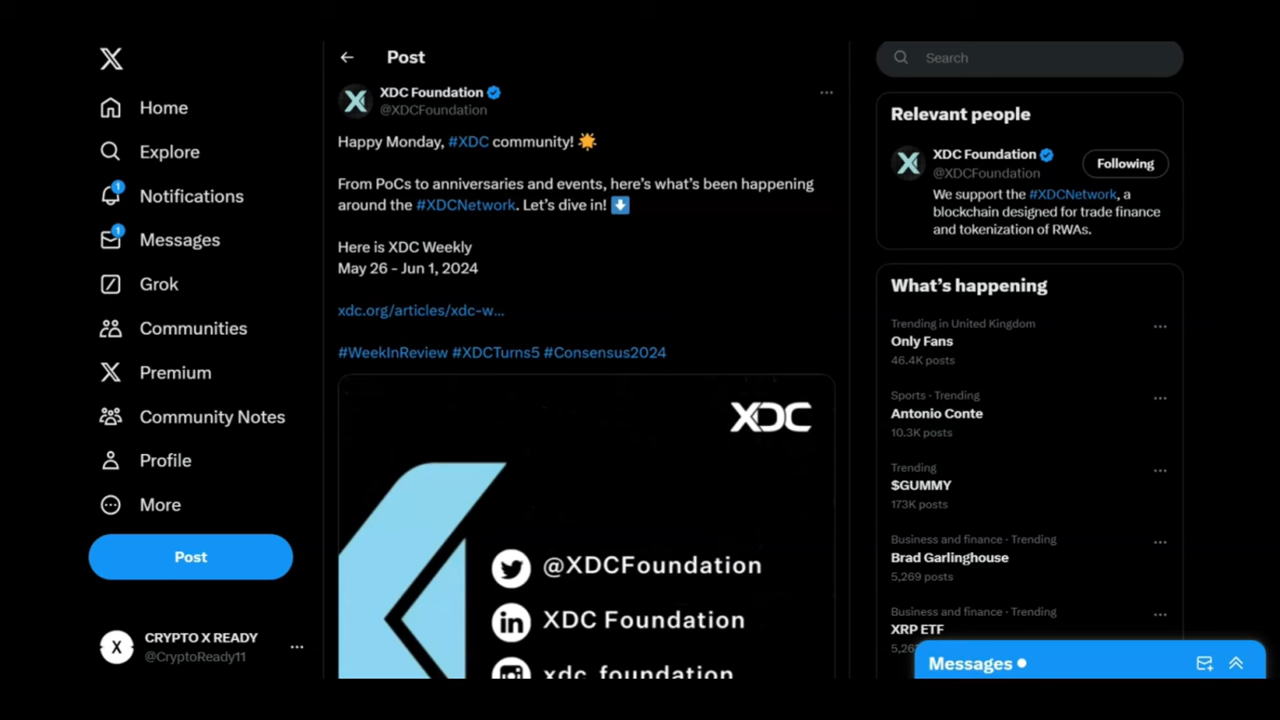 Home
Explore
1
Notifications
1
Messages
Grok
Communities
Premium
Community Notes
Profile
More
Post
CRYPTO X READY
@CryptoReady11
Post
XDC Foundation
@XDCFoundation
Happy Monday, #XDC community!
From PoCs to anniversaries and events, here's what's been happening
around the #XDCNetwork. Let's dive in!
Here is XDC Weekly
May 26 - Jun 1, 2024
xdc.org/articles/xdc-w...
#WeekInReview #XDCTurns5 #Consensus2024
XDC
@XDCFoundation
in XDC Foundation
xdc_foundation
Search
Relevant people
XDC Foundation
@XDCFoundation
Following
We support the #XDCNetwork, a
blockchain designed for trade finance
and tokenization of RWAs.
What's happening
Trending in United Kingdom
Only Fans
46.4K posts
Sports · Trending
Antonio Conte
10.3K posts
Trending
$GUMMY
173K posts
Business and finance · Trending
Brad Garlinghouse
5,269 posts
Business and finance · Trending
XRP ETF
Messages